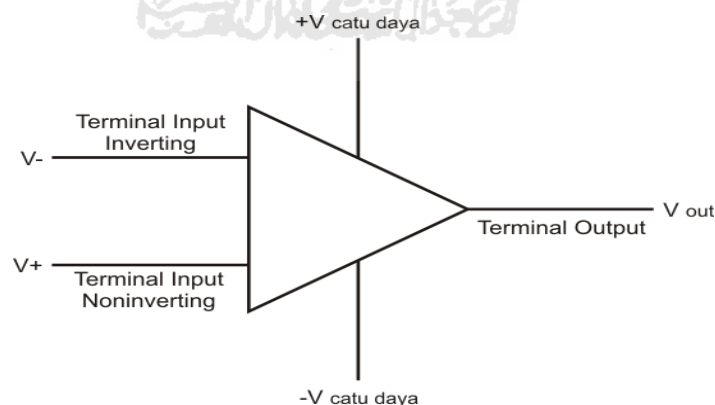 +V catu daya
Terminal Input
Inverting
V-
V out
Terminal Output
V+
Terminal Input
Noninverting
-V catu daya